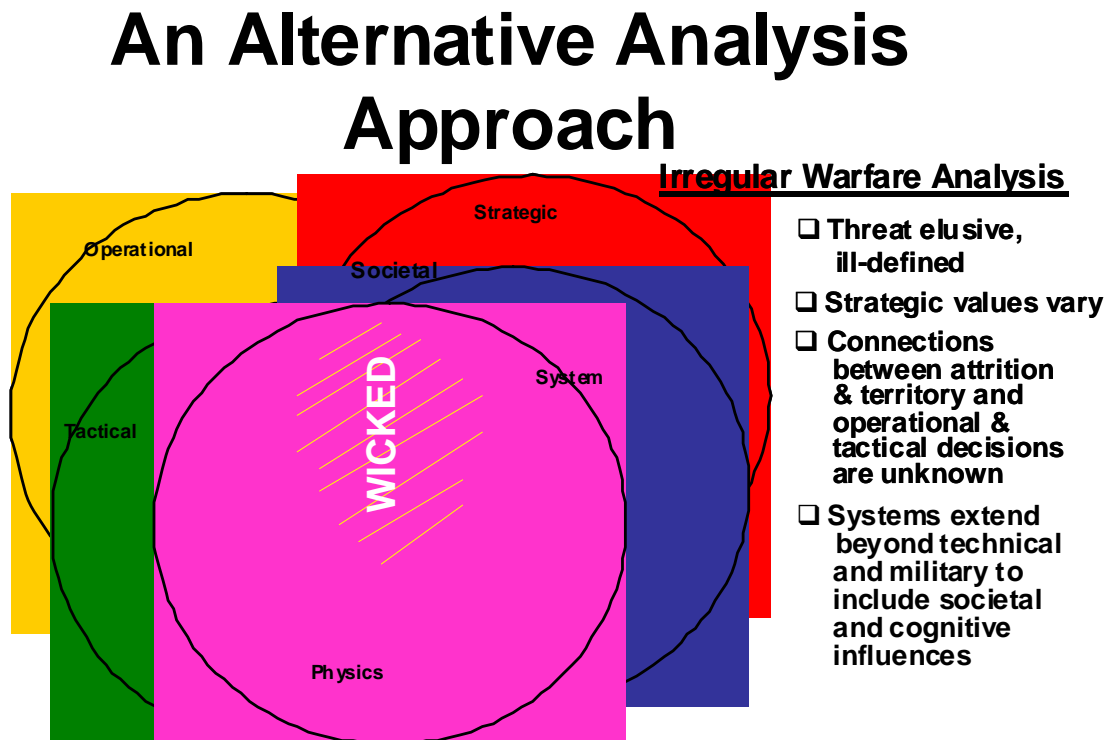 An Alternative Analysis
Approach
Irregular Warfare Analysis
Strategic
Operational
Societal
System
Tactical
WICKED
Physics
❑ Threat elusive,
ill-defined
❑ Strategic values vary
❑ Connections
between attrition
& territory and
operational &
tactical decisions
are unknown
❑ Systems extend
beyond technical
and military to
include societal
and cognitive
influences